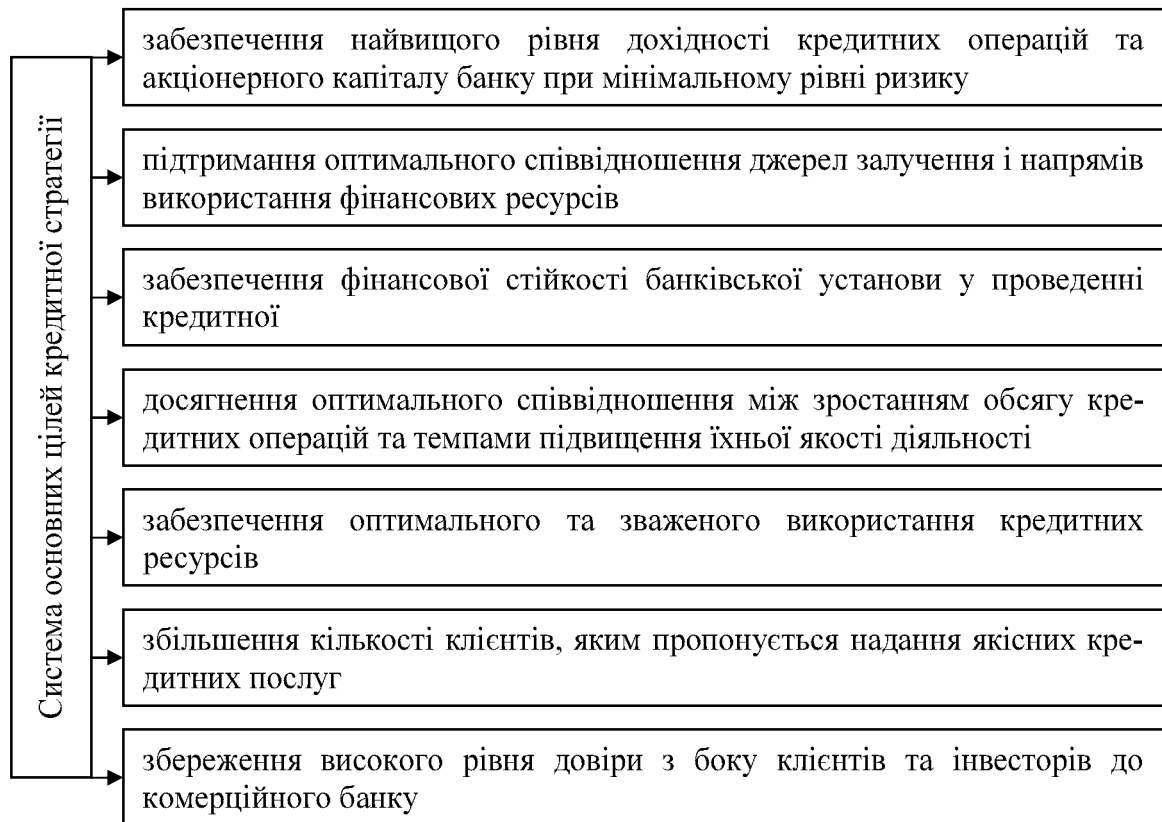 Система основних цілей кредитної стратегії
забезпечення найвищого рівня дохідності кредитних операцій та
акціонерного капіталу банку при мінімальному рівні ризику
підтримання оптимального співвідношення джерел залучення і напрямів
використання фінансових ресурсів
забезпечення фінансової стійкості банківської установи у проведенні
кредитної
досягнення оптимального співвідношення між зростанням обсягу кре-
дитних операцій та темпами підвищення їхньої якості діяльності
забезпечення оптимального та зваженого використання кредитних
ресурсів
збільшення кількості клієнтів, яким пропонується надання якісних кре-
дитних послуг
збереження високого рівня довіри з боку клієнтів та інвесторів до
комерційного банку